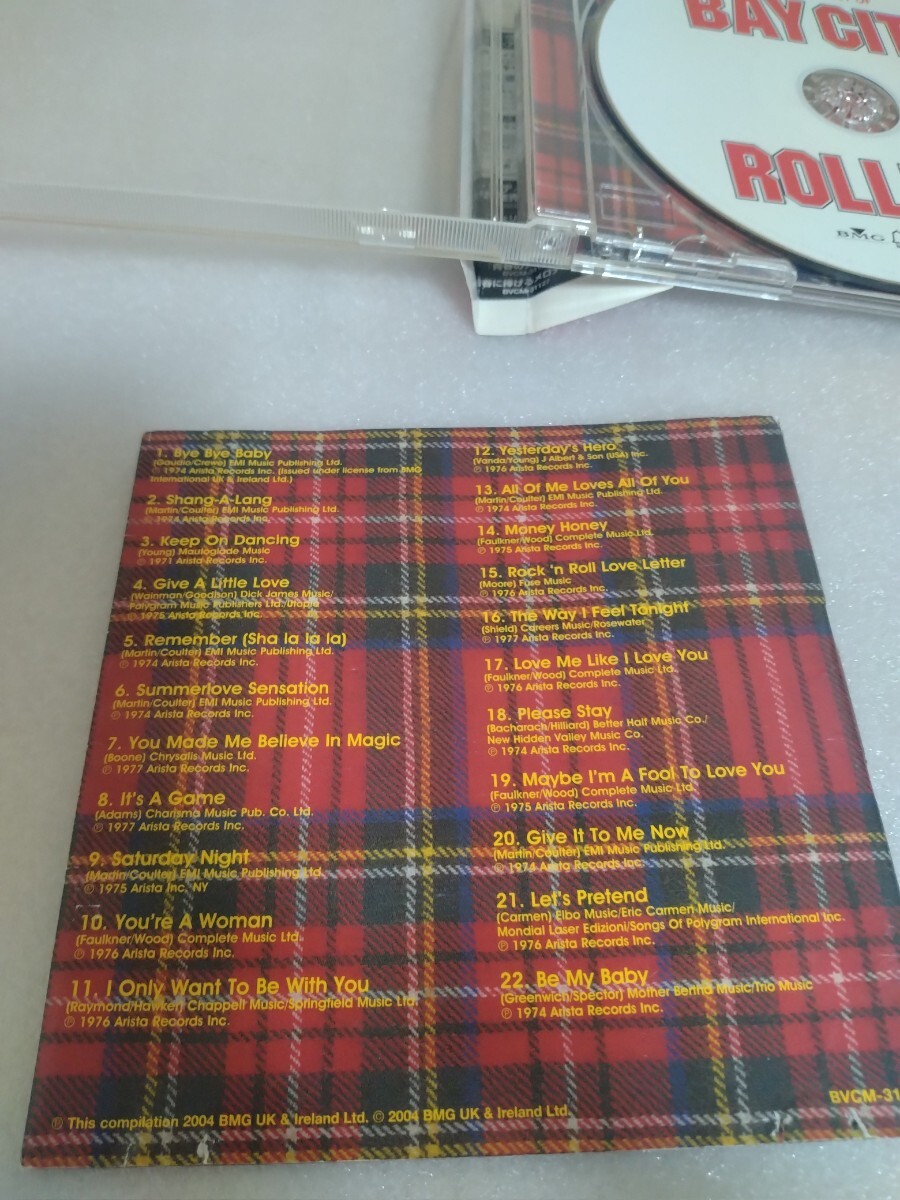 BAY CIT
ROLL
BMG
BVCM-311
1. Bye Bye Baby
(Gaudio/Crewe) EMI Music Publishing Ltd.
℗ 1974 Arista Records Inc. (Issued under license from BMG
International UK & Ireland Ltd.)
2. Shang-A-Lang
(Martin/Coulter) EMI Music Publishing Ltd.
℗ 1974 Arista Records Inc.
3. Keep On Dancing
(Young) Mautoglade Music
℗ 1971 Arista Records Inc.
4. Give A Little Love
(Wainman/Goodhon) Dick James Music/
Polygram Music Publishers Ltd./Utopia
℗ 1975 Arista Records Inc.
5. Remember (Sha la la la)
(Martin/Coulter) EMI Music Publishing Ltd.
℗ 1974 Arista Records Inc.
6. Summerlove Sensation
(Martin/Coulter) EMI Music Publishing Ltd.
℗ 1974 Arista Records Inc.
7. You Made Me Believe In Magic
(Boone) Chrysalis Music Ltd.
℗ 1977 Arista Records Inc.
8. It's A Game
(Adams) Charisma Music Pub. Co. Ltd.
℗ 1977 Arista Records Inc.
9. Saturday Night
(Martin/Coulter) EMI Music Publishing Ltd.
℗ 1975 Arista Inc. NY
10. You're A Woman
(Faulkner/Wood) Complete Music Ltd.
℗ 1976 Arista Records Inc.
11. I Only Want To Be With You
(Raymond/Hawker) Chappell Music/Springfield Music Ltd.
℗ 1976 Arista Records Inc.
12. Yesterday's Hero
(Vanda/Young) J Albert & Son (USA) Inc.
℗ 1976 Arista Records Inc.
13. All Of Me Loves All Of You
(Martin/Coulter) EMI Music Publishing Ltd.
℗ 1974 Arista Records Inc.
14. Money Honey
(Faulkner/Wood) Complete Music Ltd.
℗ 1975 Arista Records Inc.
15. Rock 'n Roll Love Letter
(Moore) Fuse Music
℗ 1976 Arista Records Inc.
16. The Way I Feel Tonight
(Shield) Careers Music/Rosewater
℗ 1977 Arista Records Inc.
17. Love Me Like I Love You
(Faulkner/Wood) Complete Music Ltd.
℗ 1976 Arista Records Inc.
18. Please Stay
(Bacharach/Hilliard) Better Half Music Co./
New Hidden Valley Music Co.
℗ 1974 Arista Records Inc.
19. Maybe I'm A Fool To Love You
(Faulkner/Wood) Complete Music Ltd.
℗ 1975 Arista Records Inc.
20. Give It To Me Now
(Martin/Coulter) EMI Music Publishing Ltd.
℗ 1974 Arista Records Inc.
21. Let's Pretend
(Carmen) Elbo Music/Eric Carmen Music/
Mondial Laser Edizioni/Songs Of Polygram International Inc.
℗ 1976 Arista Records Inc.
22. Be My Baby
(Greenwich/Spector) Mother Bertha Music/Trio Music
℗ 1974 Arista Records Inc.
BVCM-31
℗ This compilation 2004 BMG UK & Ireland Ltd. © 2004 BMG UK & Ireland Ltd.